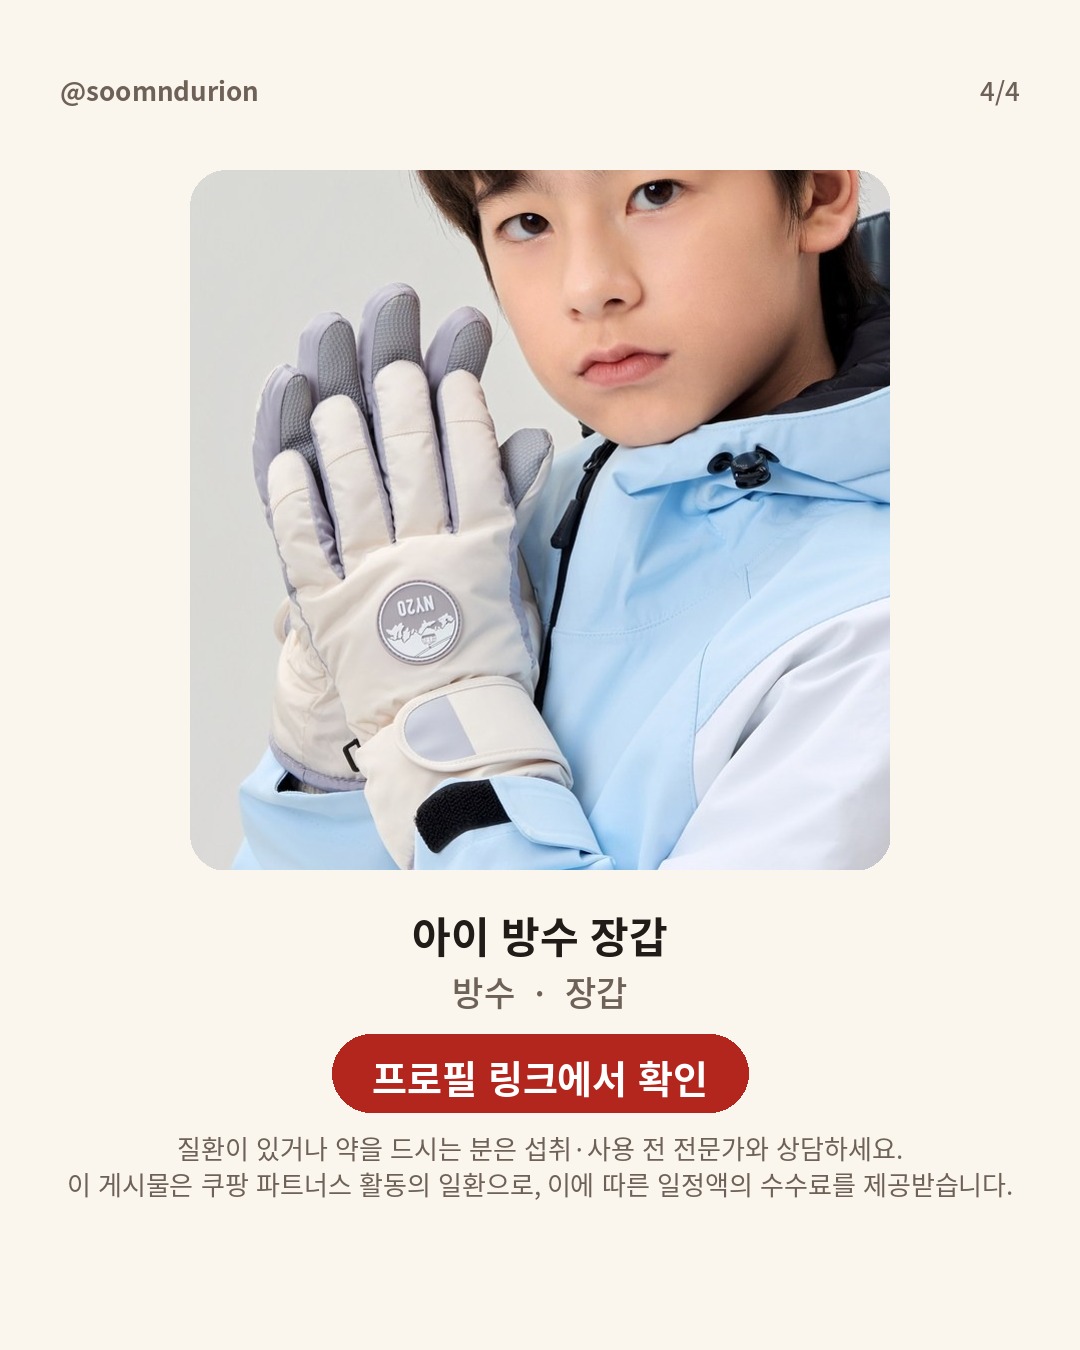 @soomndurion
4/4
NY20
아이 방수 장갑
방수 · 장갑
프로필 링크에서 확인
질환이 있거나 약을 드시는 분은 섭취·사용 전 전문가와 상담하세요.
이 게시물은 쿠팡 파트너스 활동의 일환으로, 이에 따른 일정액의 수수료를 제공받습니다.